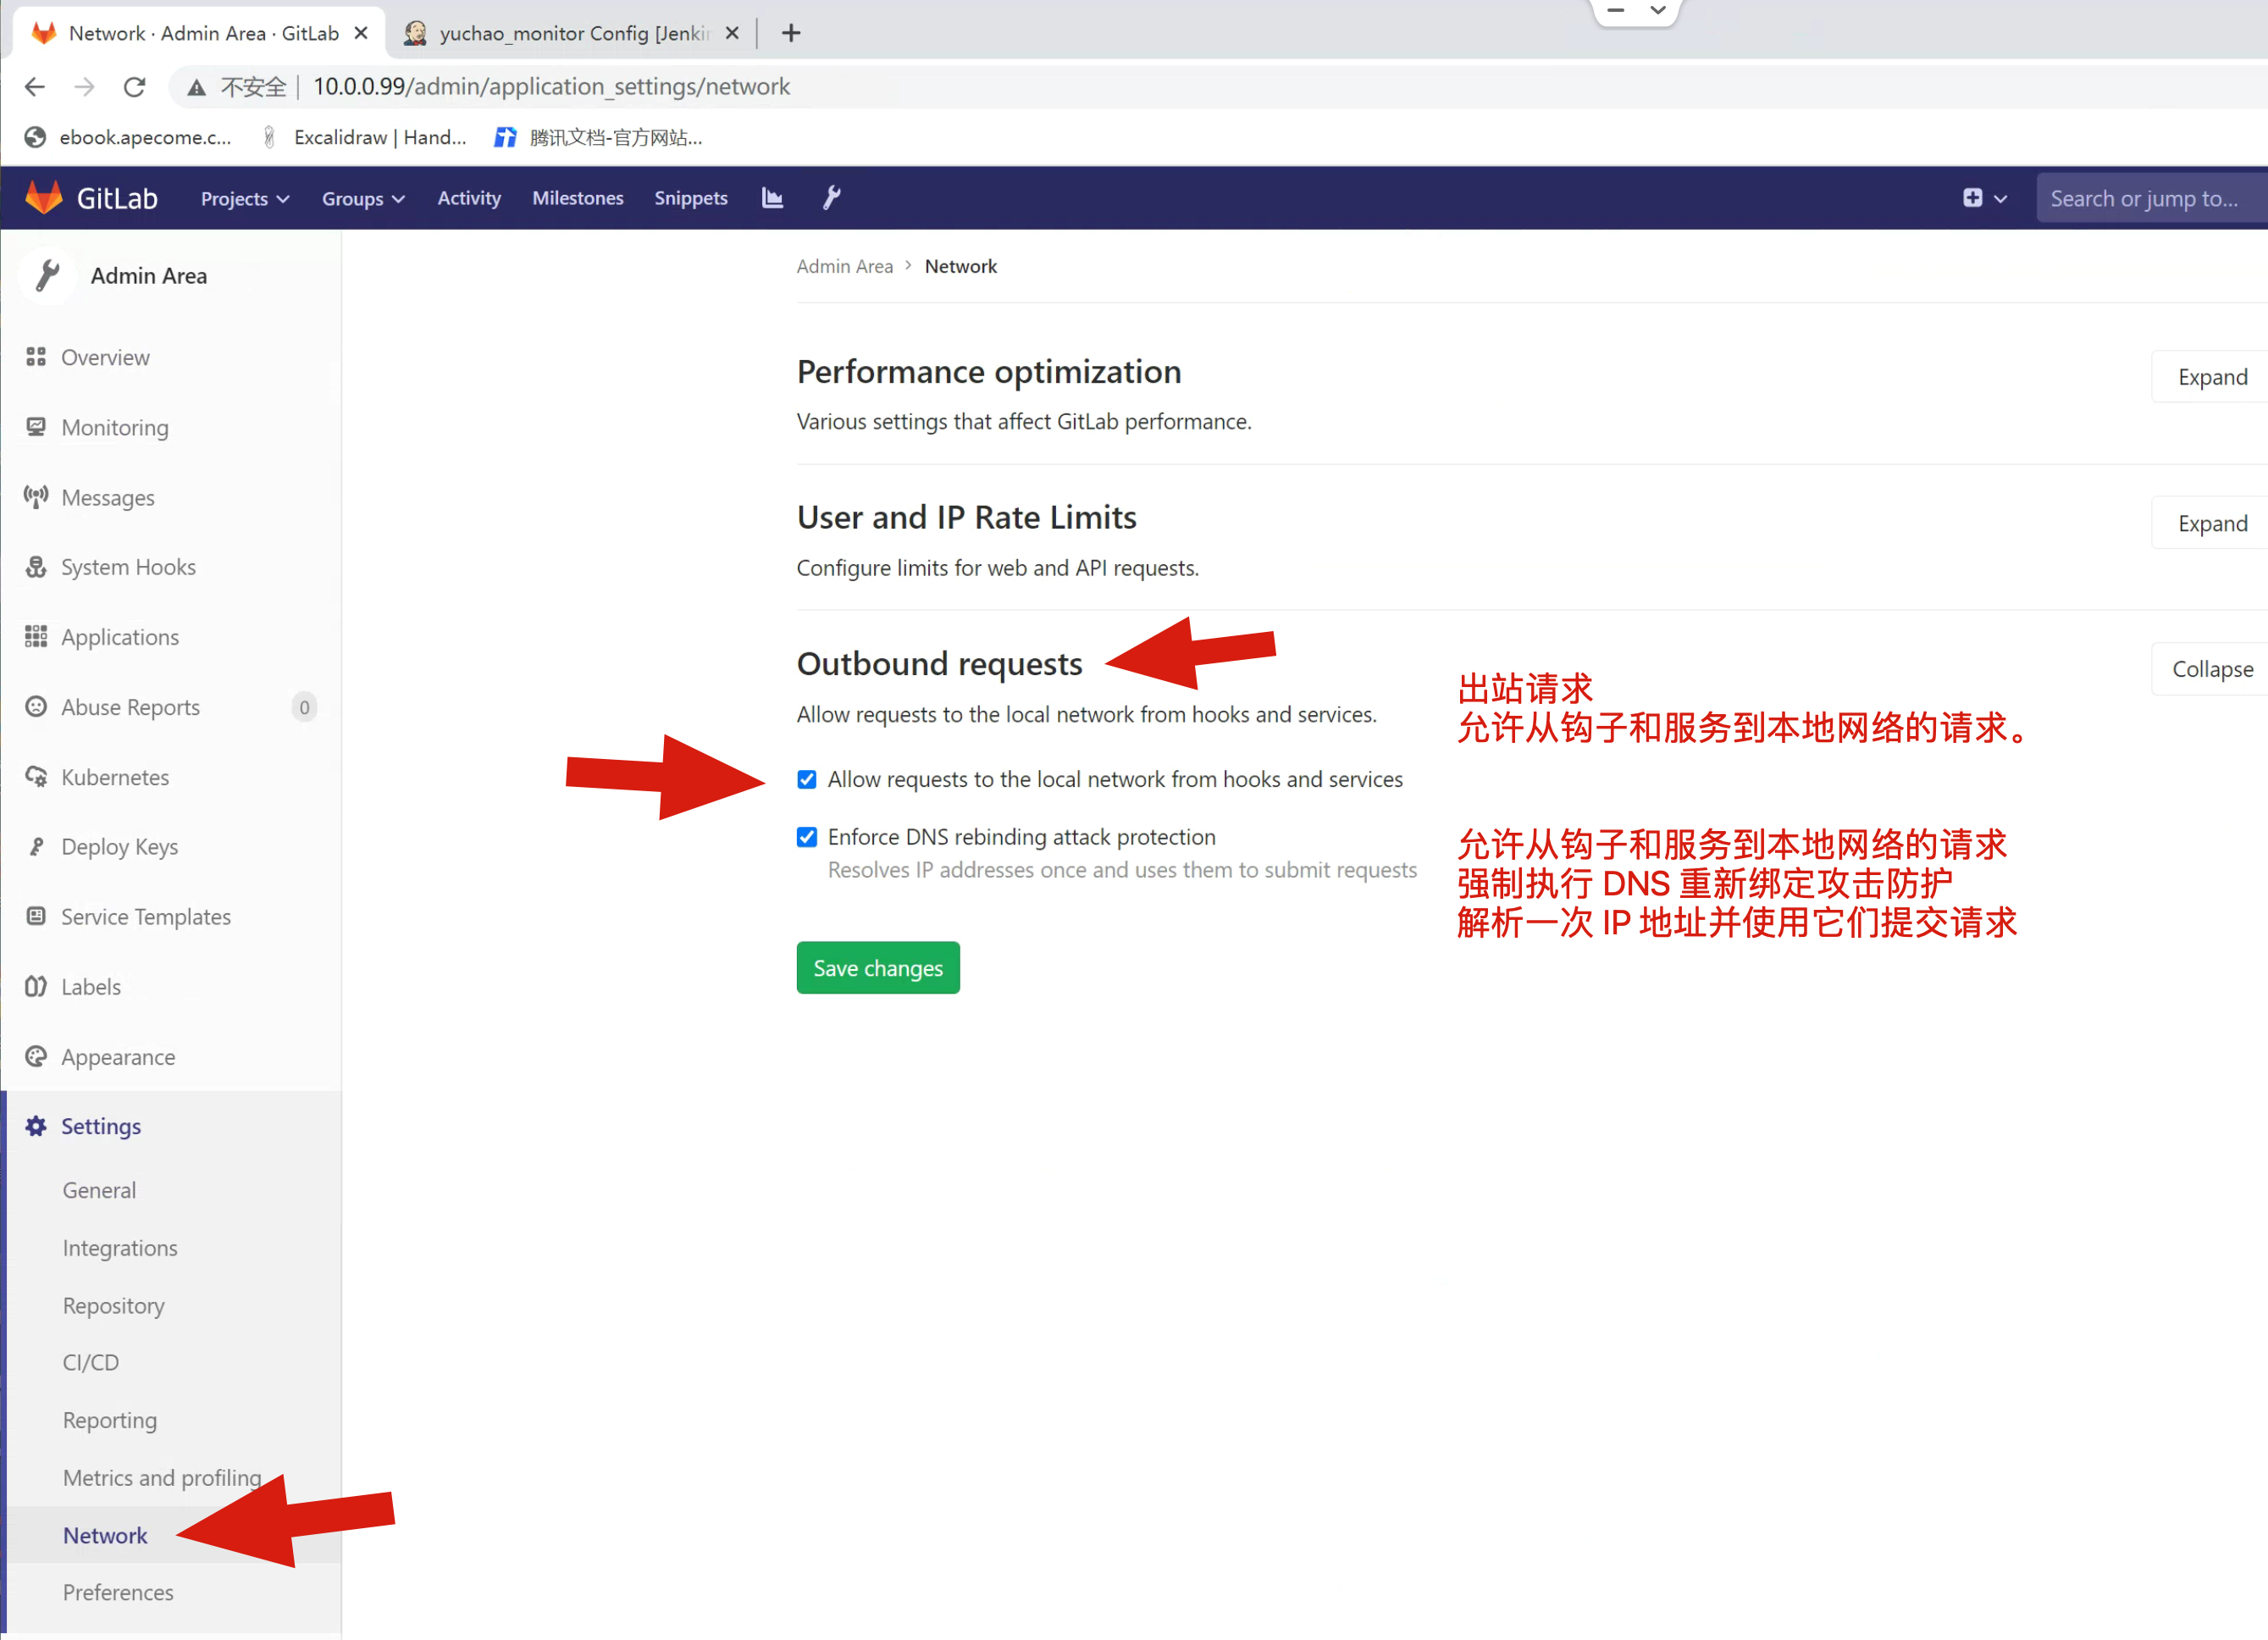 Network · Admin Area · GitLab
yuchao_monitor Config [Jenki
不安全
10.0.0.99/admin/application_settings/network
ebook.apecome.c...
Excalidraw | Hand...
腾讯文档-官方网站...
GitLab
Projects
Groups
Activity
Milestones
Snippets
Search or jump to...
Admin Area
Overview
Monitoring
Messages
System Hooks
Applications
Abuse Reports
0
Kubernetes
Deploy Keys
Service Templates
Labels
Appearance
Settings
General
Integrations
Repository
CI/CD
Reporting
Metrics and profiling
Network
Preferences
Admin Area > Network
Performance optimization
Expand
Various settings that affect GitLab performance.
User and IP Rate Limits
Expand
Configure limits for web and API requests.
Outbound requests
Collapse
Allow requests to the local network from hooks and services.
出站请求
允许从钩子和服务到本地网络的请求。
Allow requests to the local network from hooks and services
Enforce DNS rebinding attack protection
Resolves IP addresses once and uses them to submit requests
允许从钩子和服务到本地网络的请求
强制执行 DNS 重新绑定攻击防护
解析一次 IP 地址并使用它们提交请求
Save changes